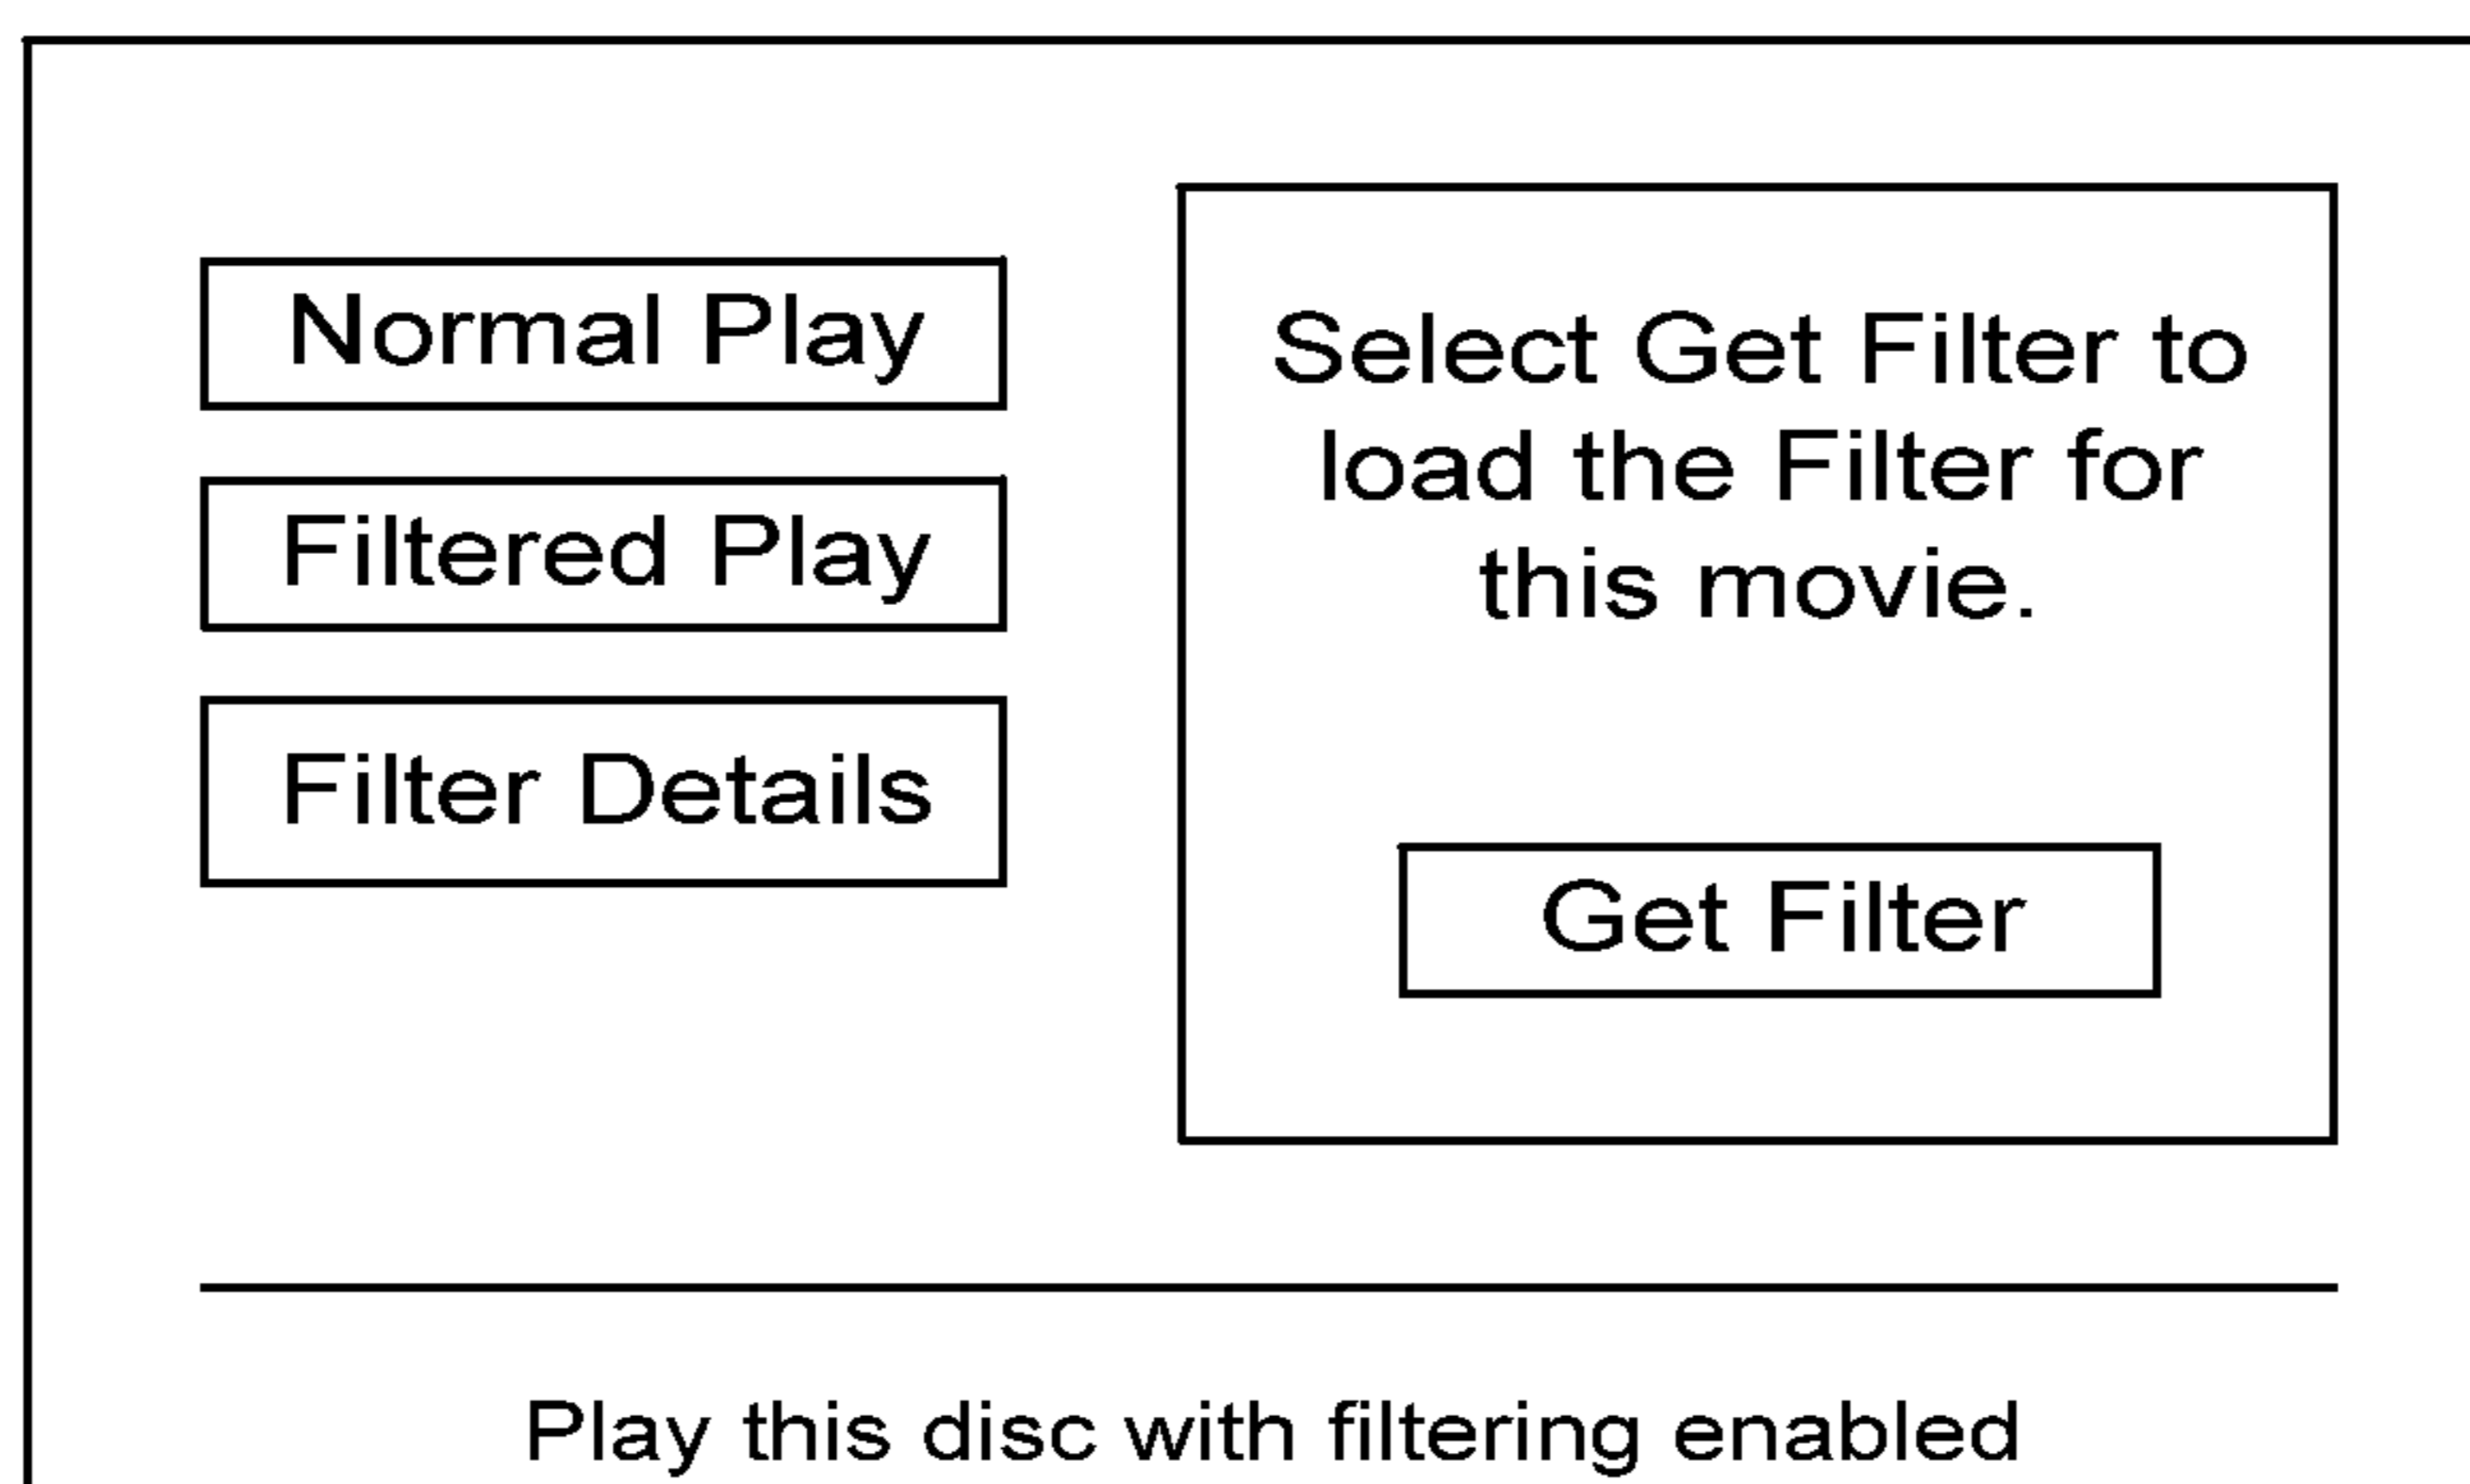 Normal Play
Filtered Play
Filter Details
Select Get Filter to
load the Filter for
this movie.
Get Filter
Play this disc with filtering enabled